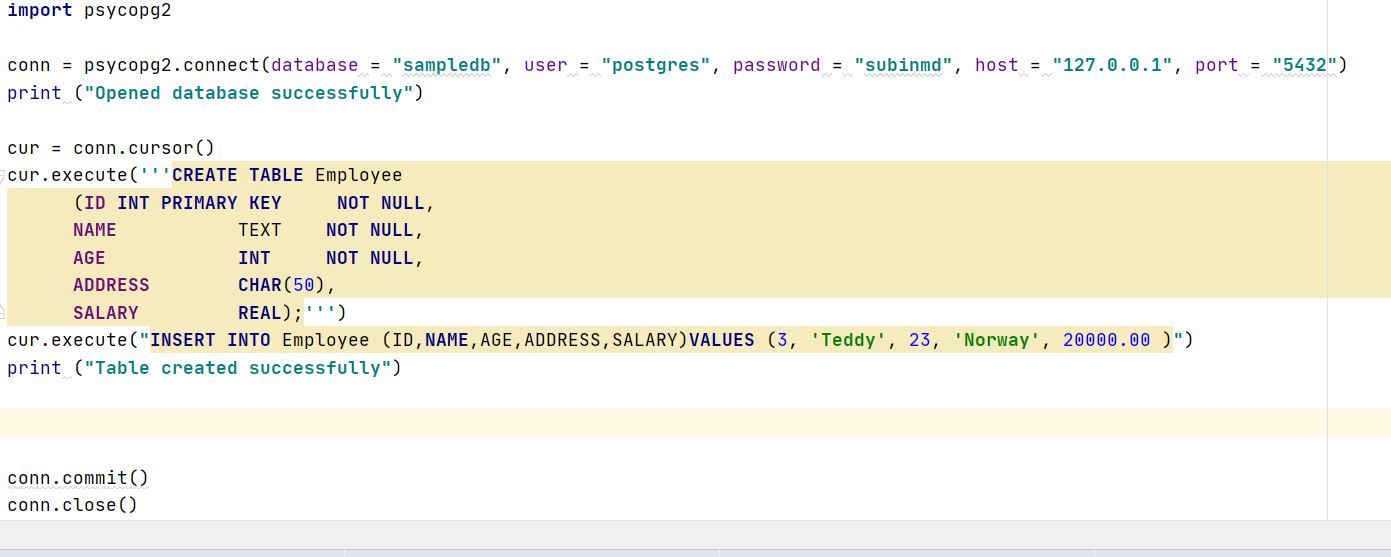 import psycopg2
conn = psycopg2.connect(database = "sampledb", user = "postgres", password = "subinmd", host = "127.0.0.1", port = "5432")
print ("Opened database successfully")
cur = conn.cursor()
cur.execute('''CREATE TABLE Employee
(ID INT PRIMARY KEY     NOT NULL,
NAME           TEXT    NOT NULL,
AGE            INT     NOT NULL,
ADDRESS        CHAR(50),
SALARY         REAL);''')
cur.execute("INSERT INTO Employee (ID,NAME,AGE,ADDRESS,SALARY)VALUES (3, 'Teddy', 23, 'Norway', 20000.00 )")
print ("Table created successfully")
conn.commit()
conn.close()